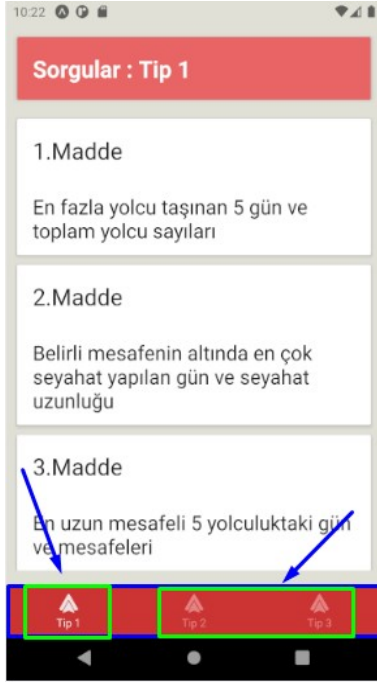 10:22
Sorgular : Tip 1
1.Madde
En fazla yolcu taşınan 5 gün ve
toplam yolcu sayıları
2.Madde
Belirli mesafenin altında en çok
seyahat yapılan gün ve seyahat
uzunluğu
3.Madde
En uzun mesafeli 5 yolculuktaki gün
ve mesafeleri
Tip 1 Tip 2 Tip 3